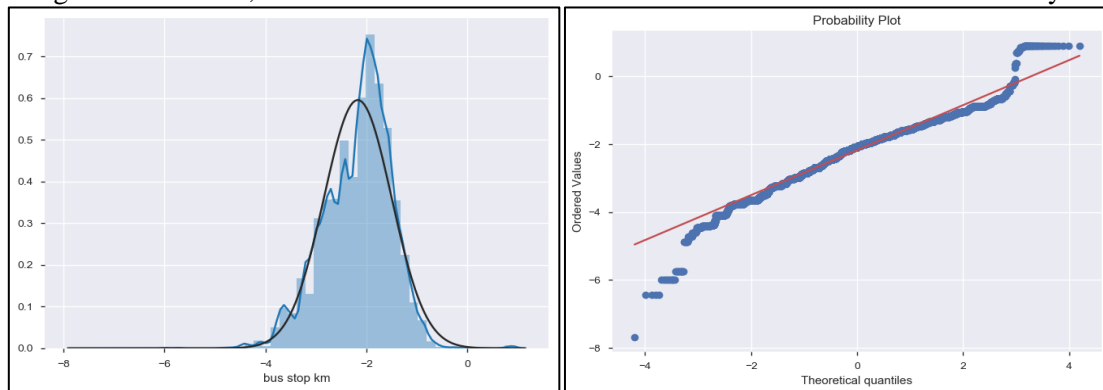 Probability Plot
0.7
0.6
0.5
0.4
0.3
0.2
0.1
0.0
-8 -6 -4 -2 0
bus stop km
Ordered Values
0
-2
-4
-6
-8
-4 -2 0 2 4
Theoretical quantiles